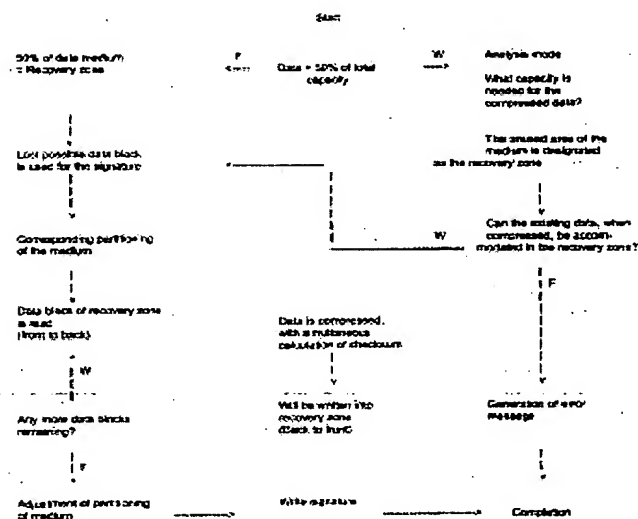 Start
50% of data medium
= Recovery zone
F
Data = 50% of total
capacity
W
Analysis mode
What capacity is
needed for the
compressed data?
The unused area of the
medium is designated
as the recovery zone
Last possible data block
is used for the signature
Corresponding partitioning
of the medium
W
Can the existing data, when
compressed, be accom-
modated in the recovery zone?
F
Data block of recovery zone
is read
(front to back)
Data is compressed,
with simultaneous
calculation of checksum
W
Any more data blocks
remaining?
Will be written into
recovery zone
(Back to front)
Generation of error
message
F
Adjustment of partitioning
of medium
Write signature
Completion